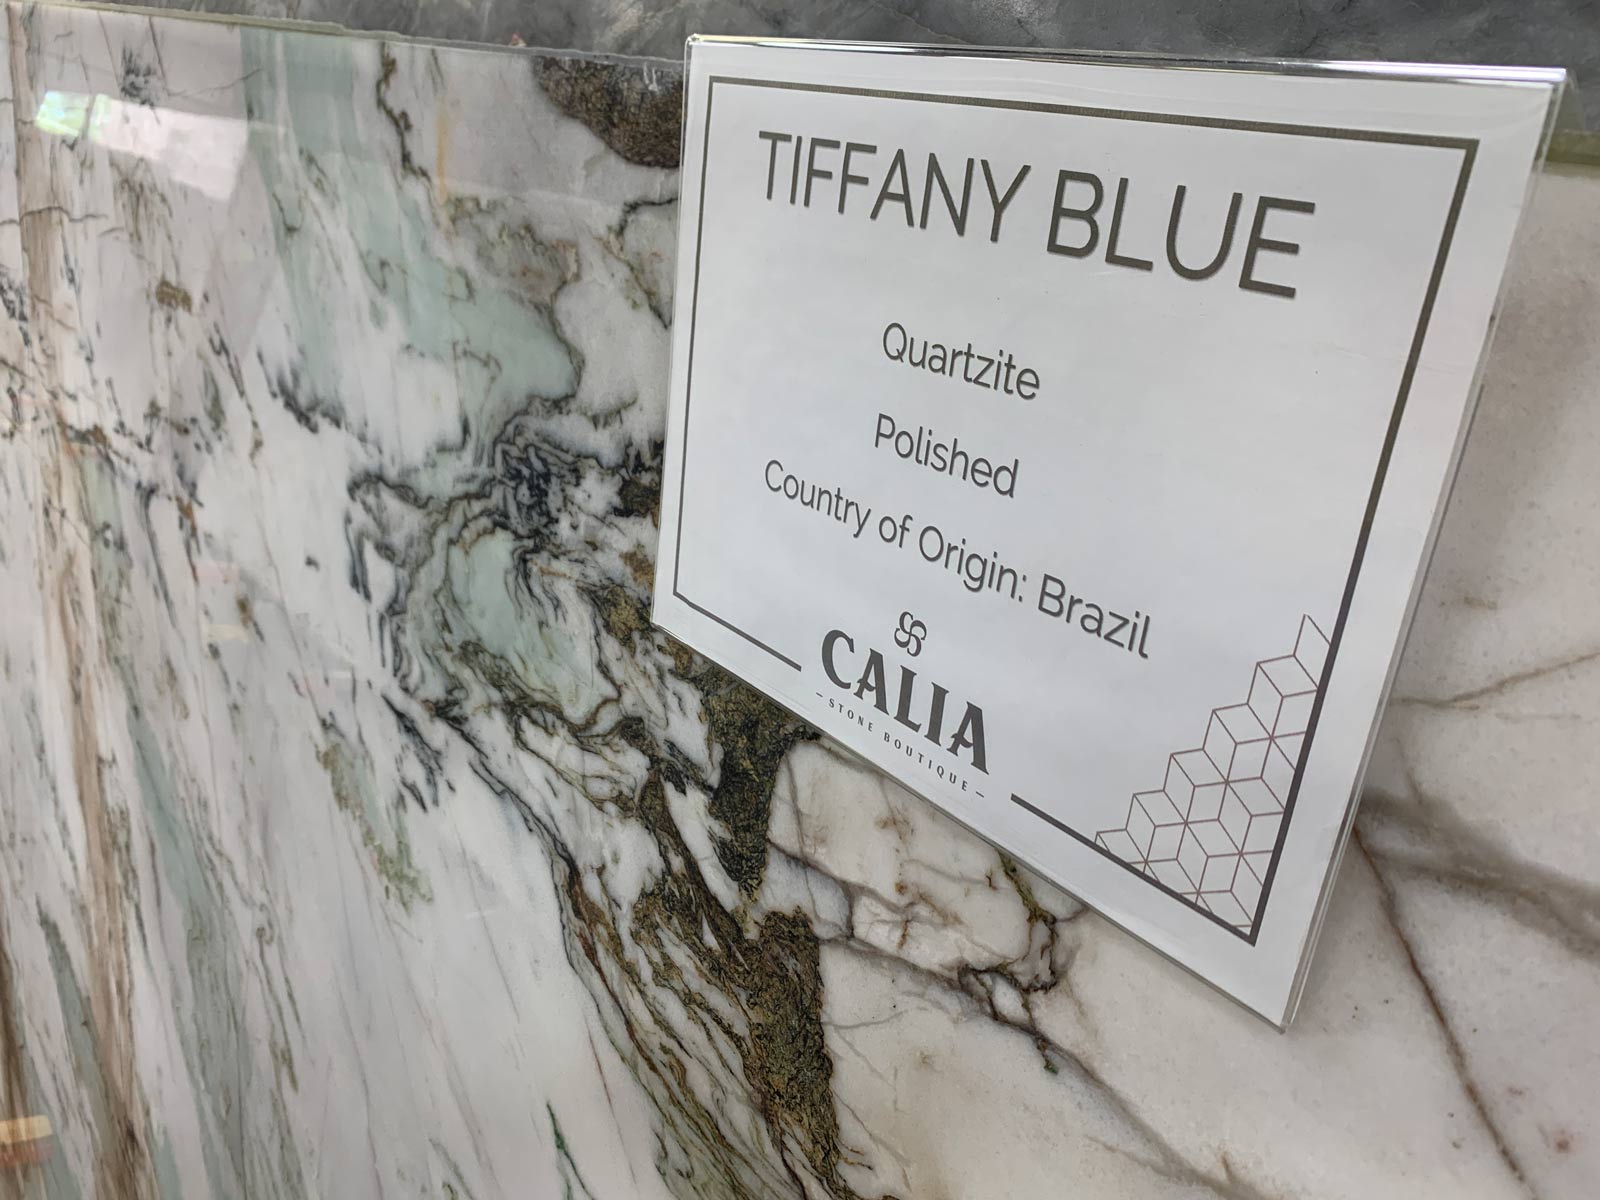 TIFFANY BLUE
Quartzite
Polished
Country of Origin: Brazil
CALIA
- STONE BOUTIQUE -